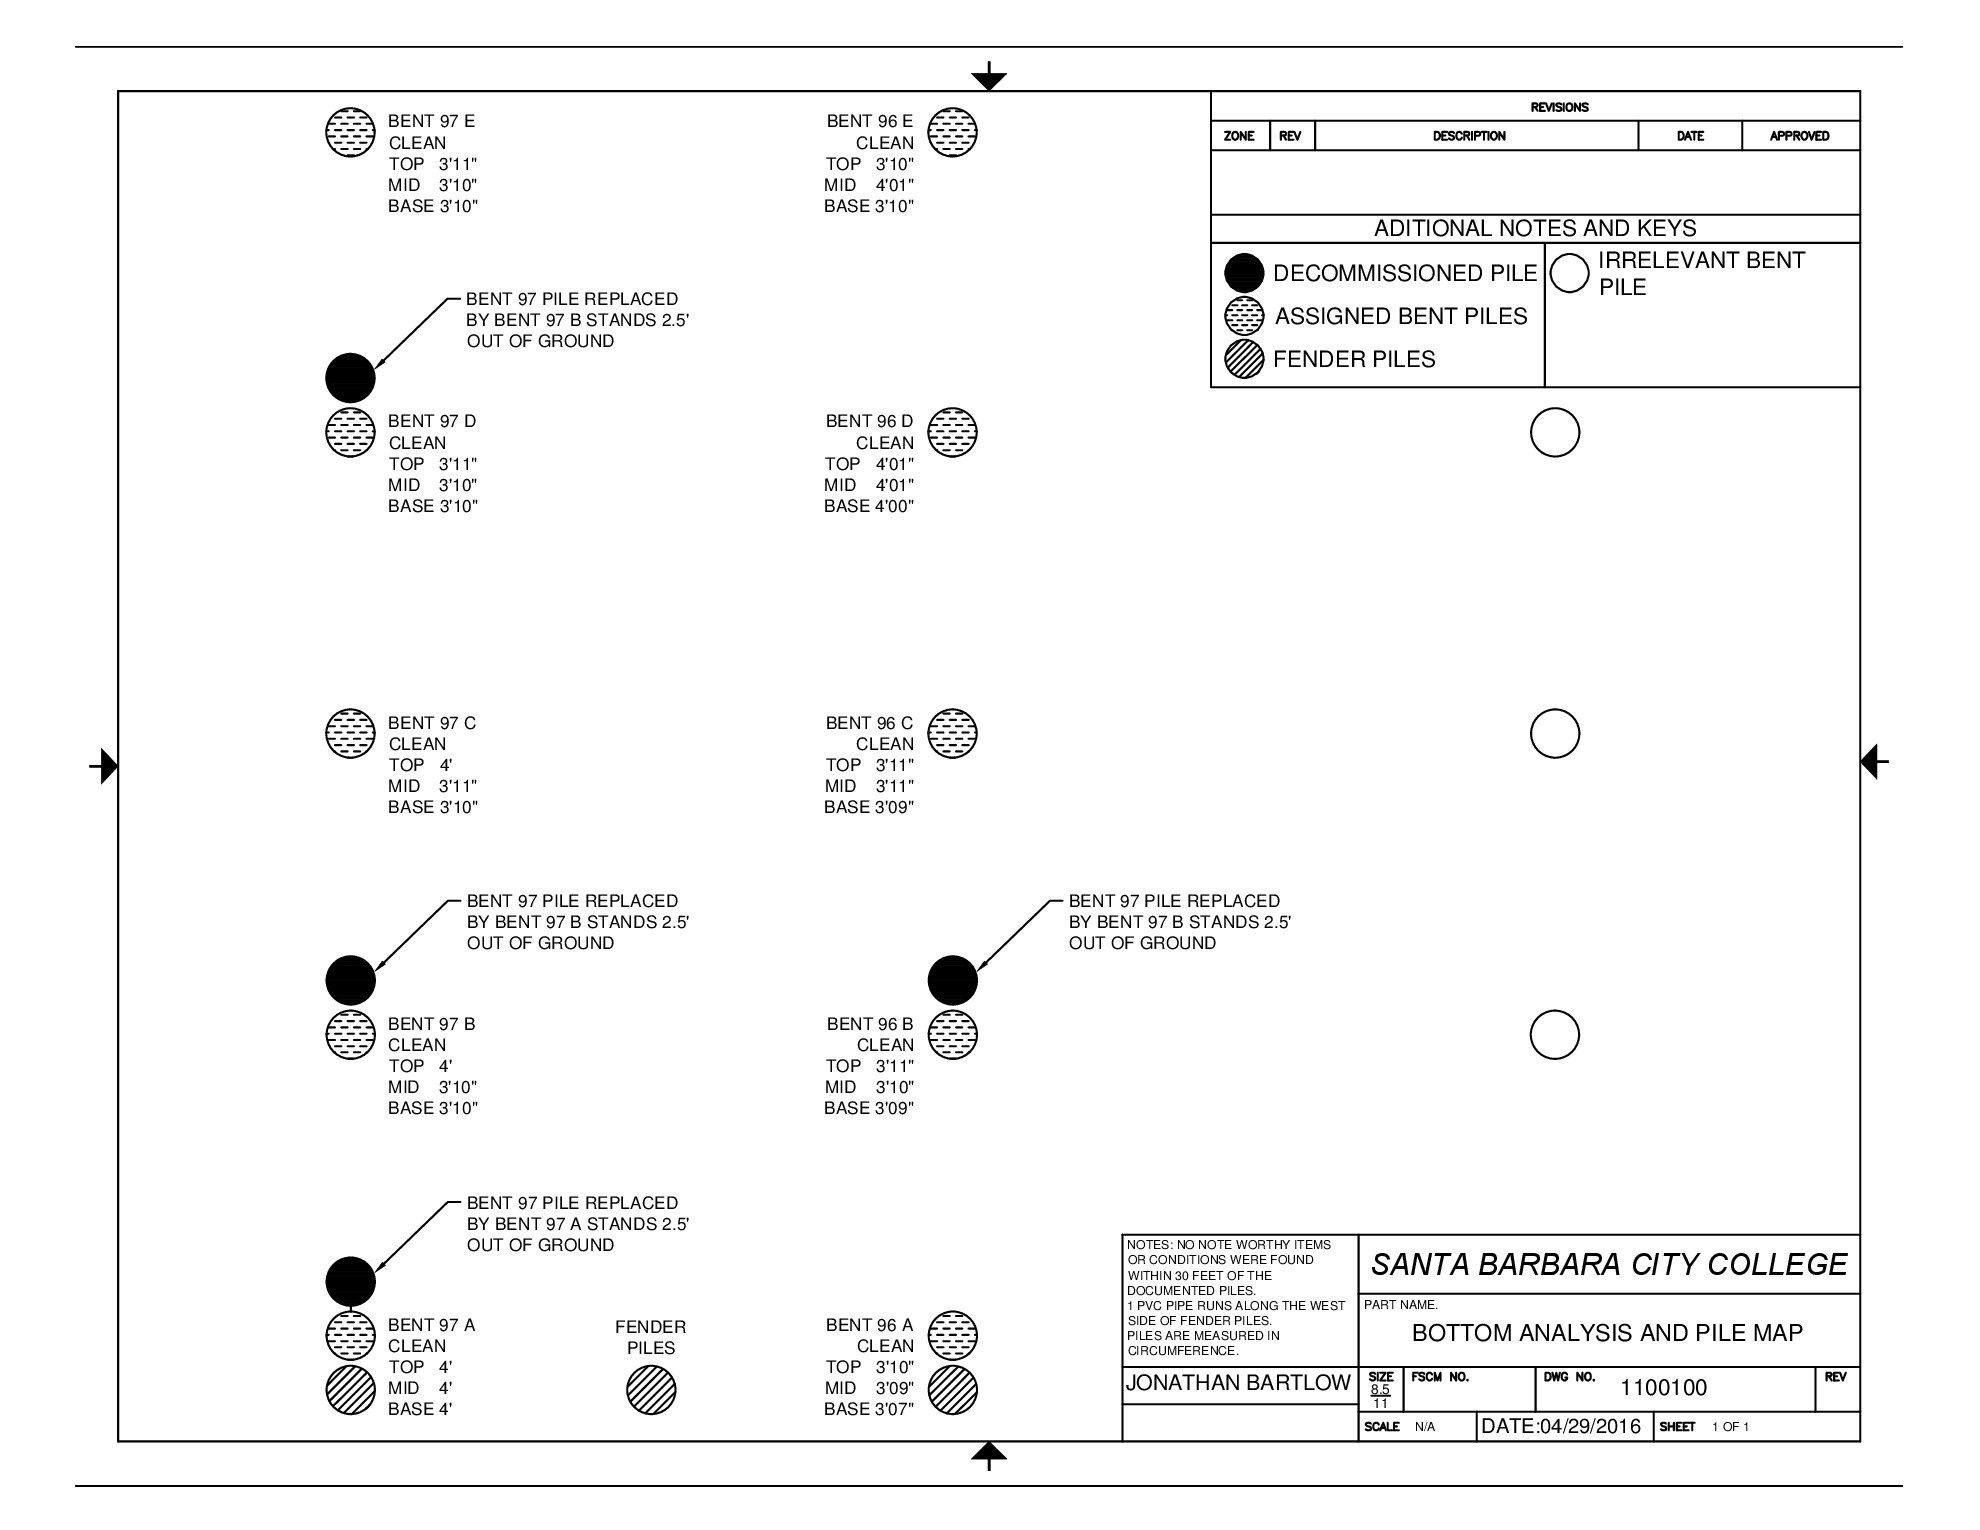 BENT 97 E
CLEAN
TOP 3'11"
MID 3'10"
BASE 3'10"
BENT 96 E
CLEAN
TOP 3'10"
MID 4'01"
BASE 3'10"
REVISIONS
ZONE REV DESCRIPTION DATE APPROVED
ADITIONAL NOTES AND KEYS
DECOMMISSIONED PILE
ASSIGNED BENT PILES
FENDER PILES
IRRELEVANT BENT
PILE
BENT 97 PILE REPLACED
BY BENT 97 B STANDS 2.5'
OUT OF GROUND
BENT 97 D
CLEAN
TOP 3'11"
MID 3'10"
BASE 3'10"
BENT 96 D
CLEAN
TOP 4'01"
MID 4'01"
BASE 4'00"
BENT 97 C
CLEAN
TOP 4'
MID 3'11"
BASE 3'10"
BENT 96 C
CLEAN
TOP 3'11"
MID 3'11"
BASE 3'09"
BENT 97 PILE REPLACED
BY BENT 97 B STANDS 2.5'
OUT OF GROUND
BENT 97 PILE REPLACED
BY BENT 97 B STANDS 2.5'
OUT OF GROUND
BENT 97 B
CLEAN
TOP 4'
MID 3'10"
BASE 3'10"
BENT 96 B
CLEAN
TOP 3'11"
MID 3'10"
BASE 3'09"
BENT 97 PILE REPLACED
BY BENT 97 A STANDS 2.5'
OUT OF GROUND
BENT 97 A
CLEAN
TOP 4'
MID 4'
BASE 4'
FENDER
PILES
BENT 96 A
CLEAN
TOP 3'10"
MID 3'09"
BASE 3'07"
NOTES: NO NOTE WORTHY ITEMS
OR CONDITIONS WERE FOUND
WITHIN 30 FEET OF THE
DOCUMENTED PILES.
1 PVC PIPE RUNS ALONG THE WEST
SIDE OF FENDER PILES.
PILES ARE MEASURED IN
CIRCUMFERENCE.
JONATHAN BARTLOW
SANTA BARBARA CITY COLLEGE
PART NAME.
BOTTOM ANALYSIS AND PILE MAP
SIZE
8.5
11
FSCM NO.
DWG NO. 1100100
REV
SCALE N/A
DATE:04/29/2016
SHEET 1 OF 1